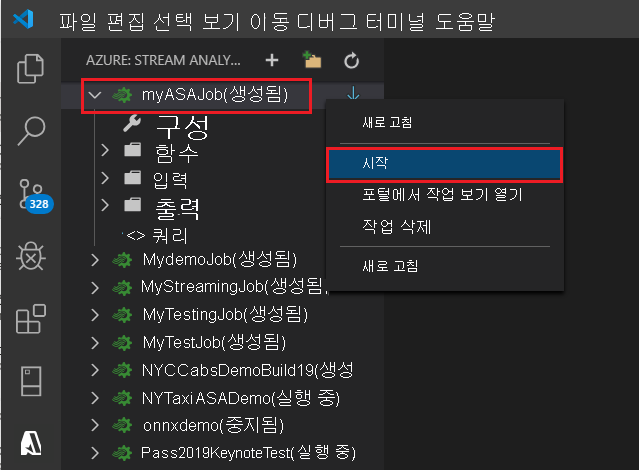 파일 편집 선택 보기 이동 디버그 터미널 도움말
AZURE: STREAM ANALY...
myASAJob(생성됨)
구성
함수
입력
출력
<> 쿼리
MydemoJob(생성됨)
MyStreamingJob(생성됨)
MyTestingJob(생성됨)
MyTestJob(생성됨)
NYCCabsDemoBuild19(생성
NYTaxiASADemo(실행 중)
onnxdemo(중지됨)
Pass2019KeynoteTest(실행 중)
새로 고침
시작
포털에서 작업 보기 열기
작업 삭제
새로 고침
328